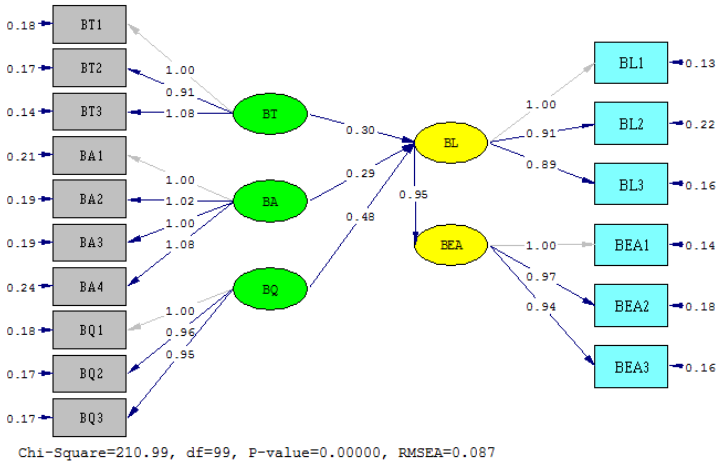 0.18 BT1
0.17 BT2
0.14 BT3
0.21 BA1
0.19 BA2
0.19 BA3
0.24 BA4
0.18 BQ1
0.17 BQ2
0.17 BQ3
1.00
0.91
1.08
1.00
1.02
1.00
1.08
1.00
0.96
0.95
BT
BA
BQ
0.30
0.29
0.48
BL
0.95
BEA
1.00
0.91
0.89
1.00
0.97
0.94
BL1 0.13
BL2 0.22
BL3 0.16
BEA1 0.14
BEA2 0.18
BEA3 0.16
Chi-Square=210.99, df=99, P-value=0.00000, RMSEA=0.087